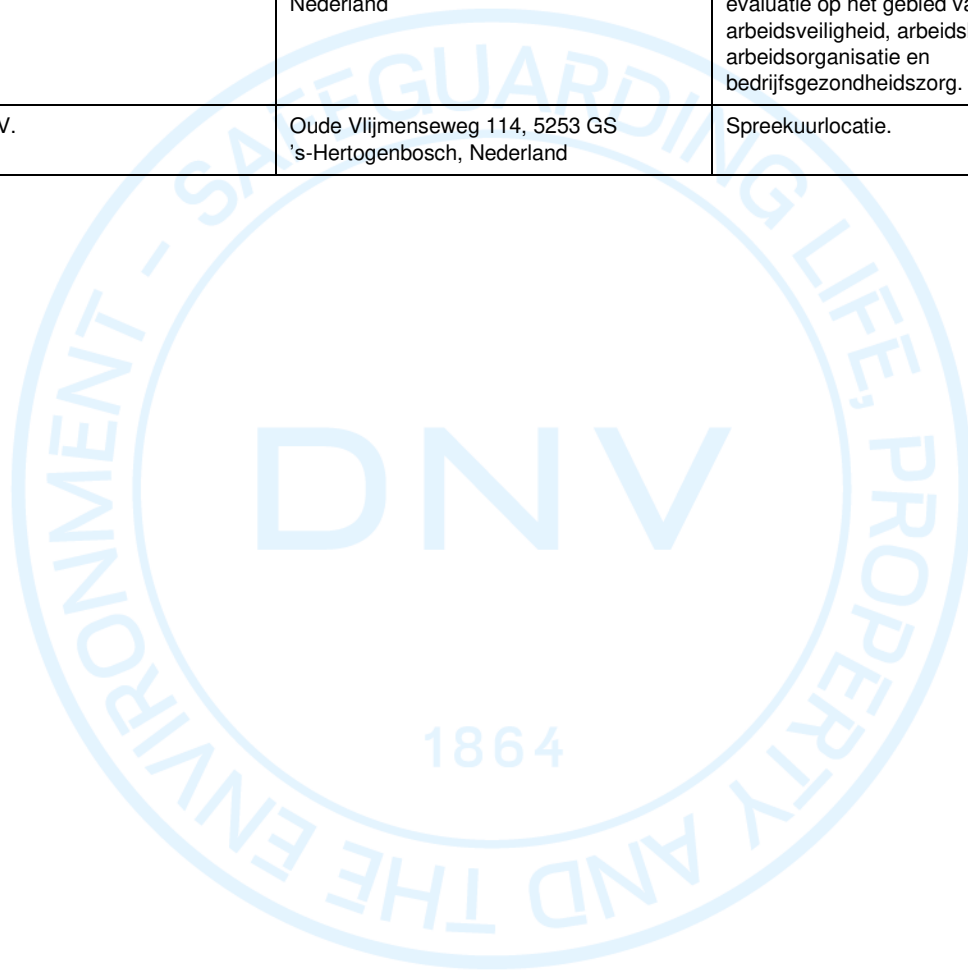 Nederland
evaluatie op het gebied va
arbeidsveiligheid, arbeids
arbeidsorganisatie en
bedrijfsgezondheidszorg.
V.
Oude Vlijmenseweg 114, 5253 GS
's-Hertogenbosch, Nederland
Spreekuurlocatie.
SAFEGUARDING LIFE, PROPERTY AND THE ENVIRONMENT -
DNV
1864